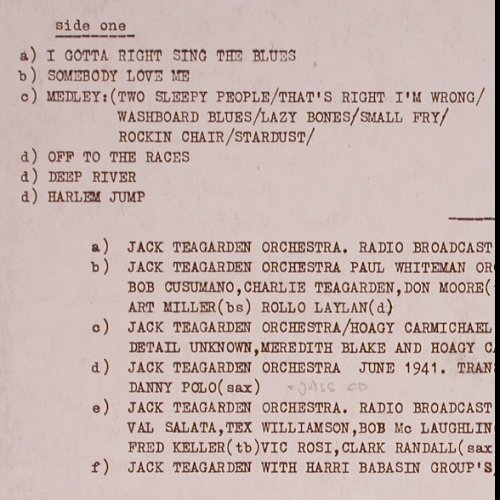 side one
a) I GOTTA RIGHT SING THE BLUES
b) SOMEBODY LOVE ME
c) MEDLEY:(TWO SLEEPY PEOPLE/THAT'S RIGHT I'M WRONG/
WASHBOARD BLUES/LAZY BONES/SMALL FRY/
ROCKIN CHAIR/STARDUST/
d) OFF TO THE RACES
d) DEEP RIVER
d) HARLEM JUMP
a) JACK TEAGARDEN ORCHESTRA. RADIO BROADCAST
b) JACK TEAGARDEN ORCHESTRA PAUL WHITEMAN OR
BOB CUSUMANO,CHARLIE TEAGARDEN,DON MOORE(
ART MILLER(bs) ROLLO LAYLAN(d)
c) JACK TEAGARDEN ORCHESTRA/HOAGY CARMICHAEL
DETAIL UNKNOWN,MEREDITH BLAKE AND HOAGY C
d) JACK TEAGARDEN ORCHESTRA JUNE 1941. TRAN
DANNY POLO(sax) =JASS CD
e) JACK TEAGARDEN ORCHESTRA. RADIO BROADCAST
VAL SALATA,TEX WILLIAMSON,BOB Mc LAUGHLIN
FRED KELLER(tb)VIC ROSI,CLARK RANDALL(sax
f) JACK TEAGARDEN WITH HARRI BABASIN GROUP'S